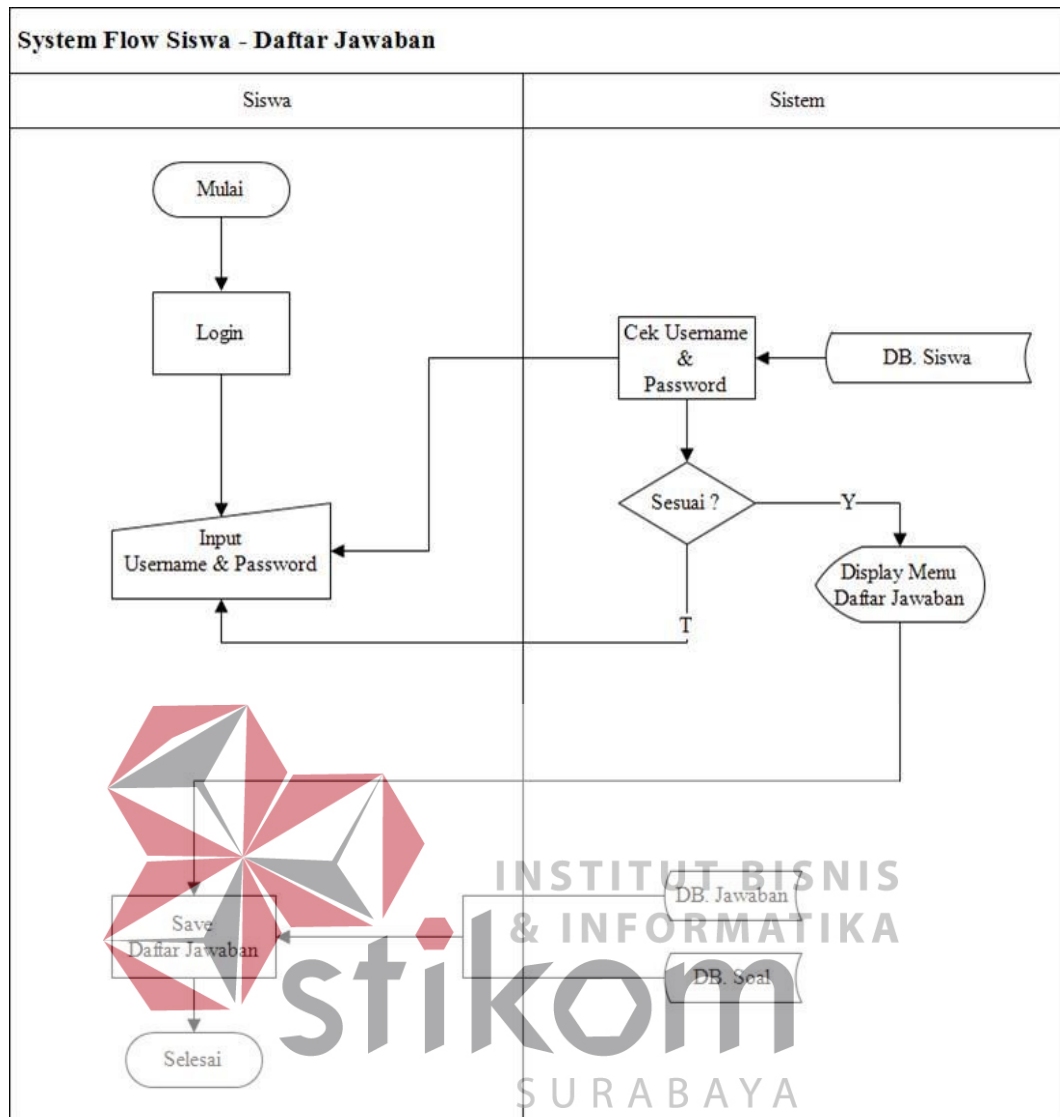 System Flow Siswa - Daftar Jawaban
Siswa
Sistem
Mulai
Login
Cek Username
&
Password
DB. Siswa
Sesuai ?
Y
Input
Username & Password
Display Menu
Daftar Jawaban
T
INSTITUT BISNIS
& INFORMATIKA
stikom
SURABAYA
DB. Jawaban
Save
Daftar Jawaban
DB. Soal
Selesai